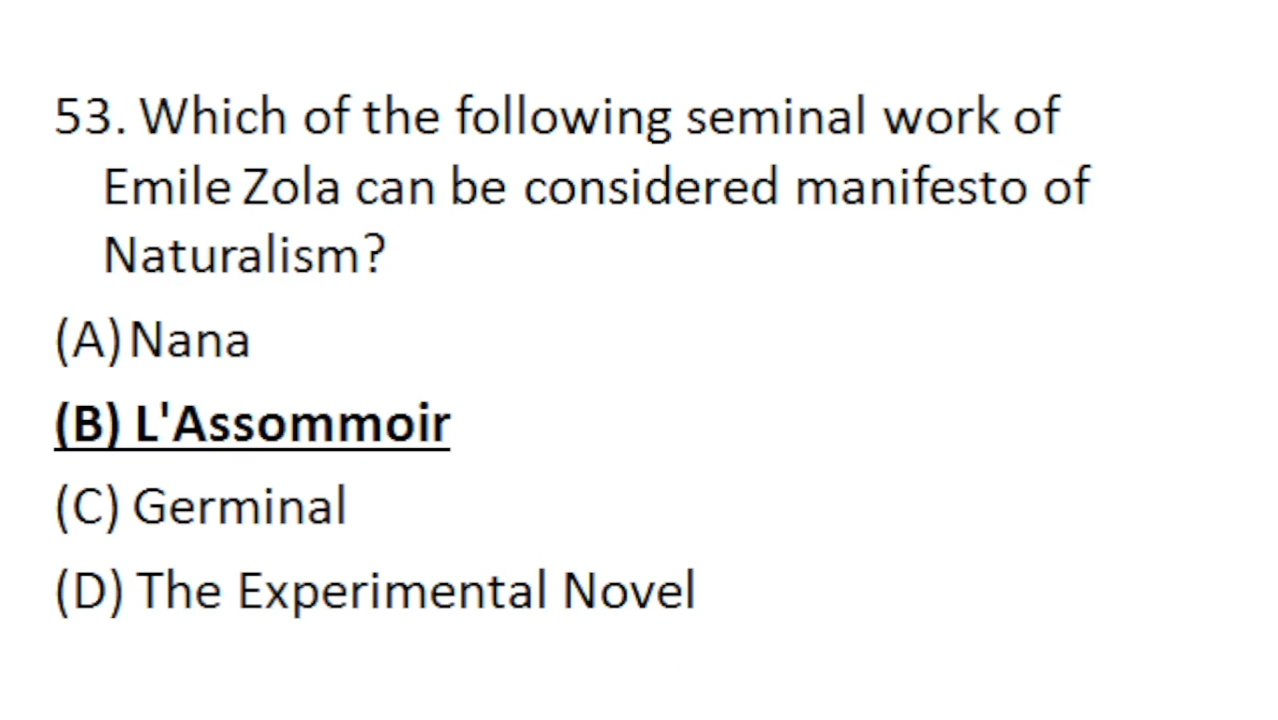 53. Which of the following seminal work of
Emile Zola can be considered manifesto of
Naturalism?
(A) Nana
(B) L'Assommoir
(C) Germinal
(D) The Experimental Novel